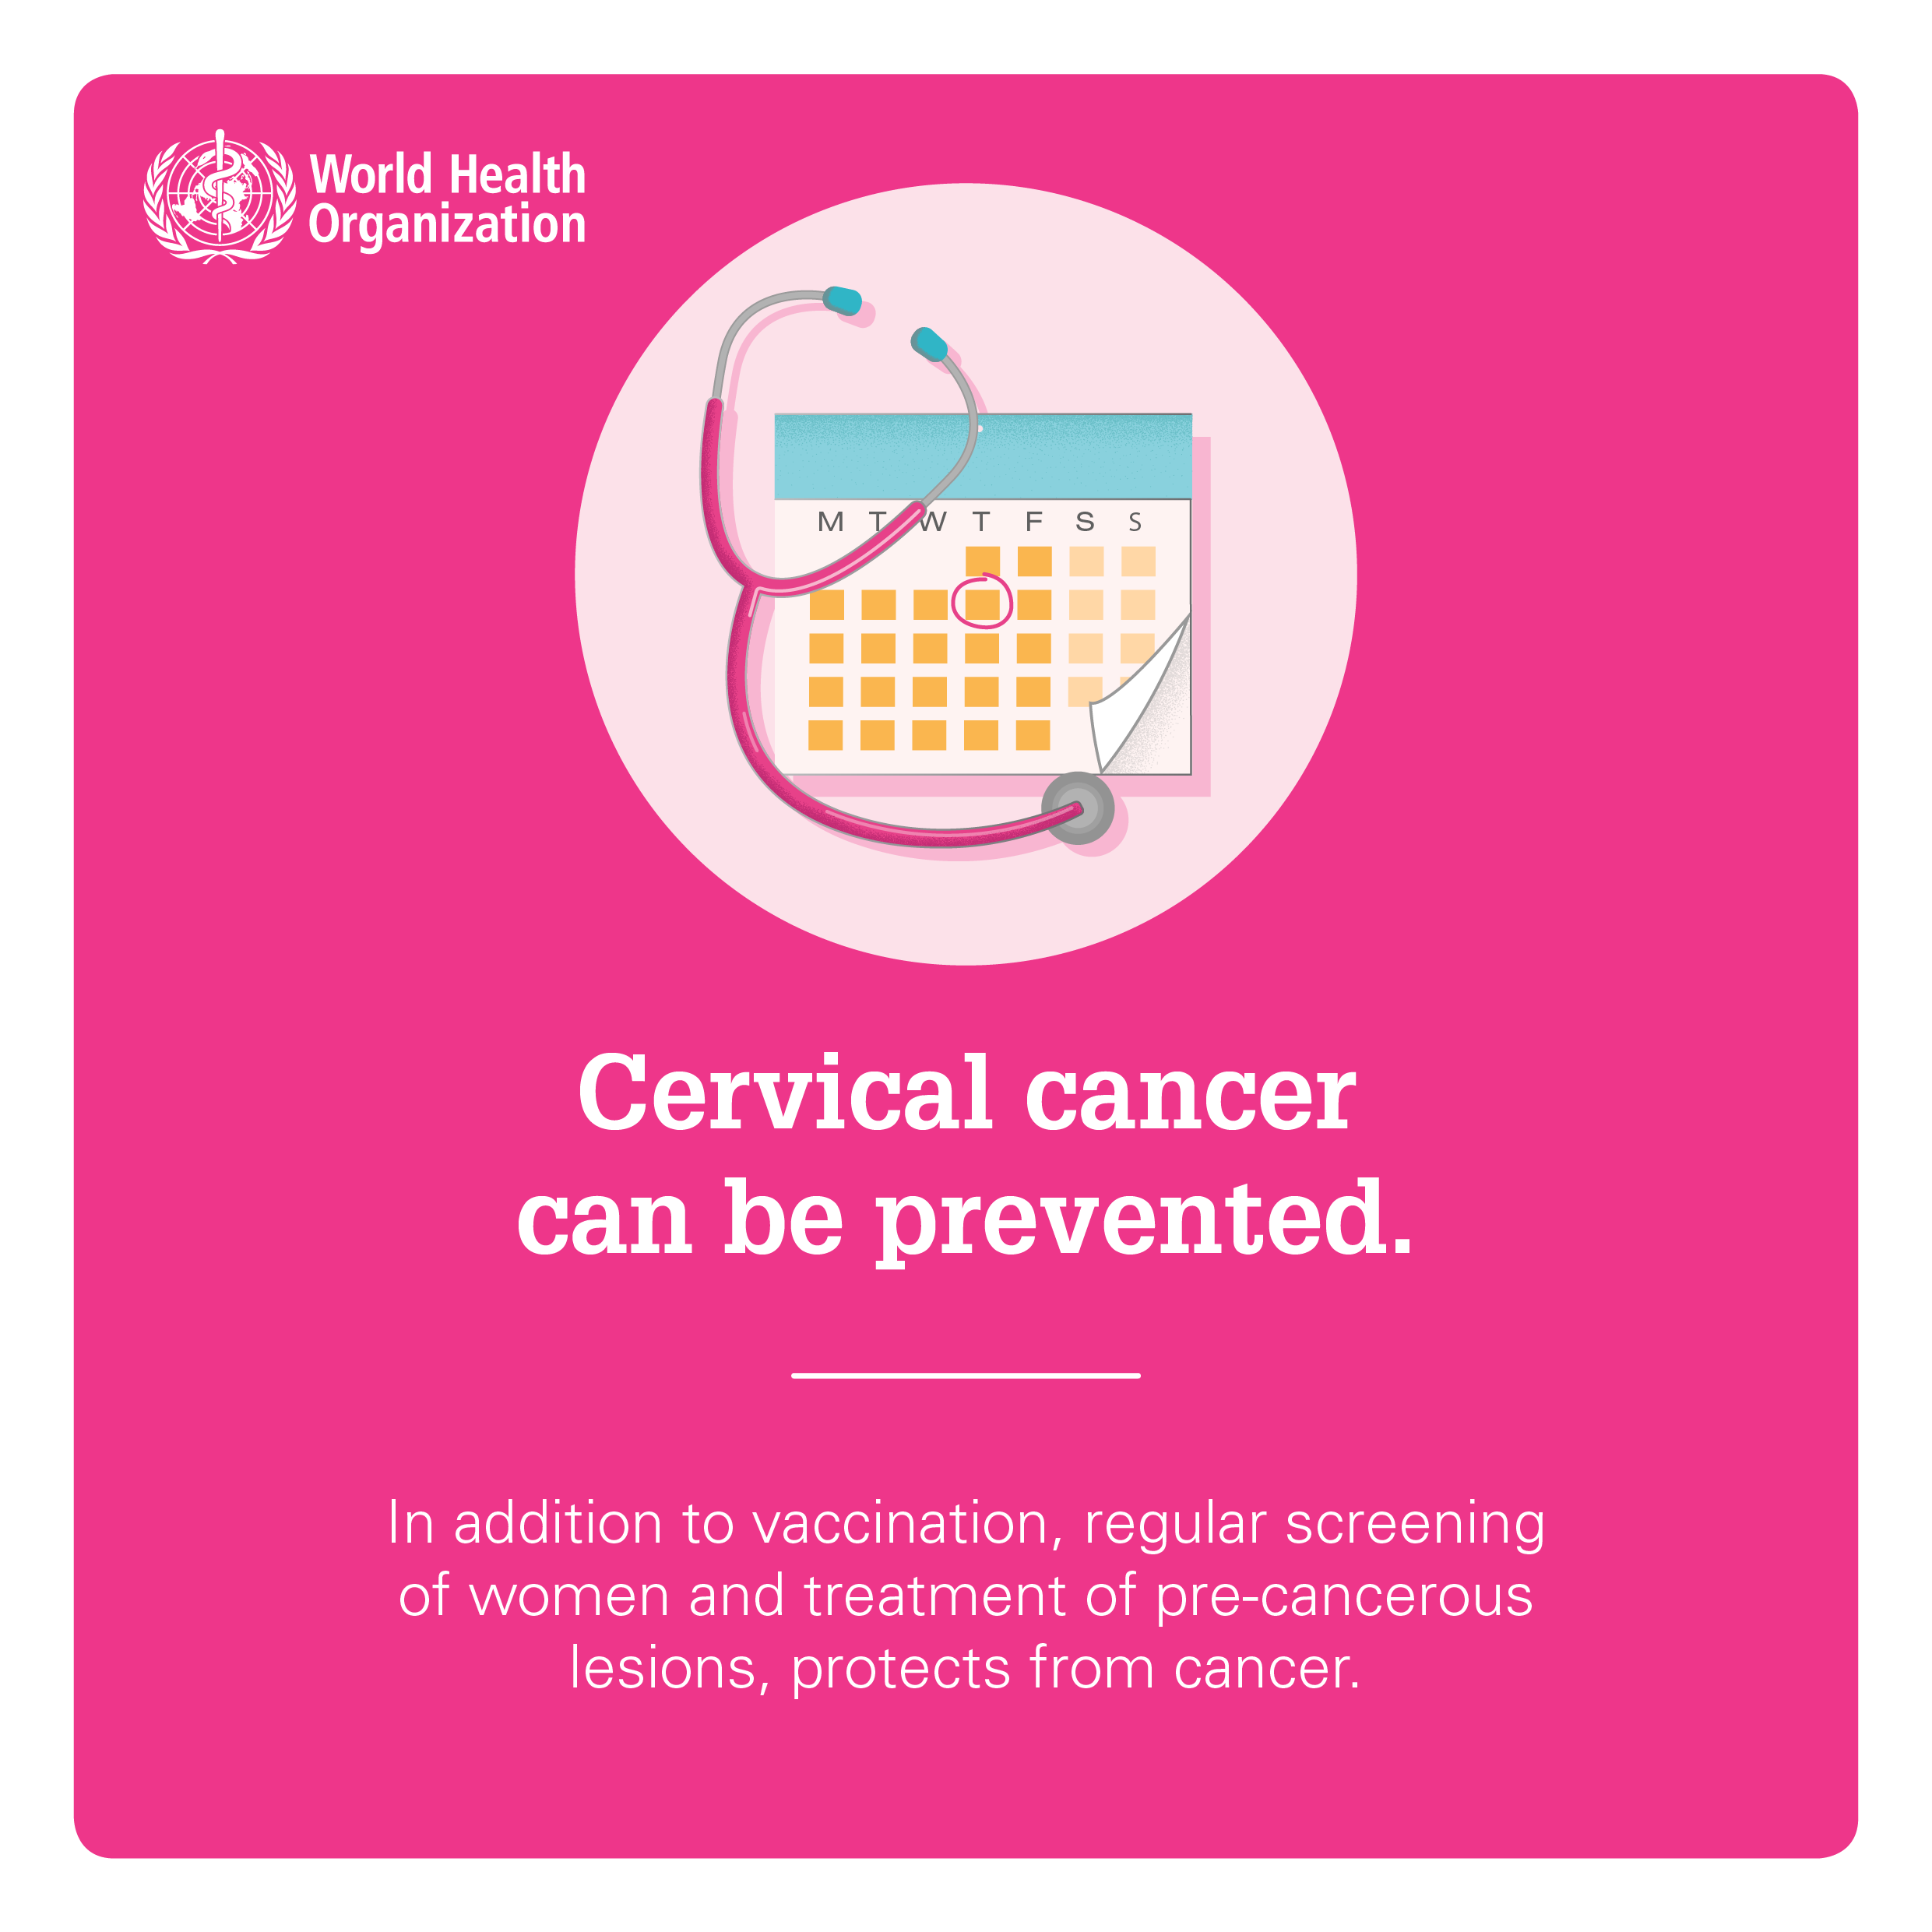 World Health
Organization
M T W T F S S
Cervical cancer
can be prevented.
In addition to vaccination, regular screening
of women and treatment of pre-cancerous
lesions, protects from cancer.